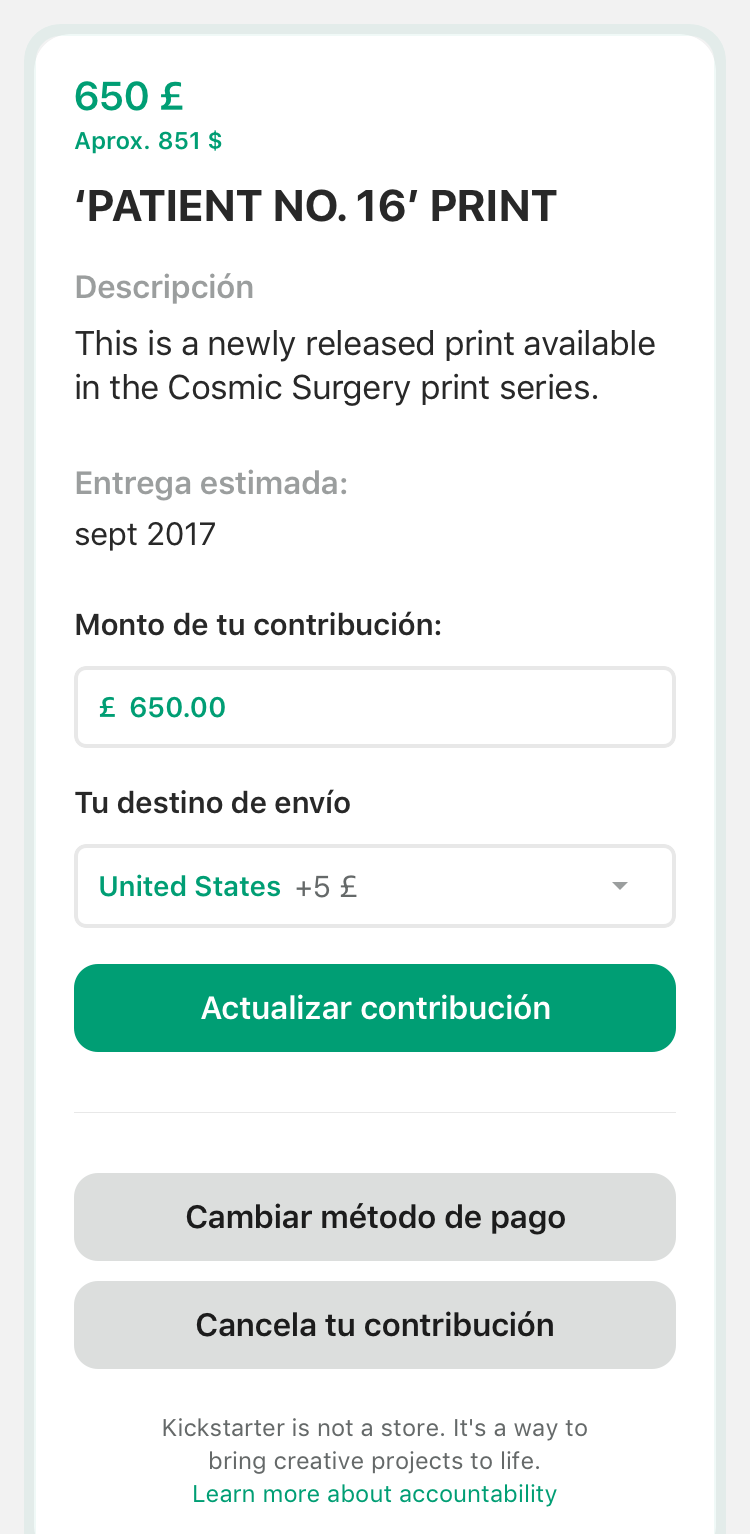 650 £
Aprox. 851 $
‘PATIENT NO. 16’ PRINT
Descripción
This is a newly released print available
in the Cosmic Surgery print series.
Entrega estimada:
sept 2017
Monto de tu contribución:
£ 650.00
Tu destino de envío
United States +5 £
Actualizar contribución
Cambiar método de pago
Cancela tu contribución
Kickstarter is not a store. It's a way to
bring creative projects to life.
Learn more about accountability